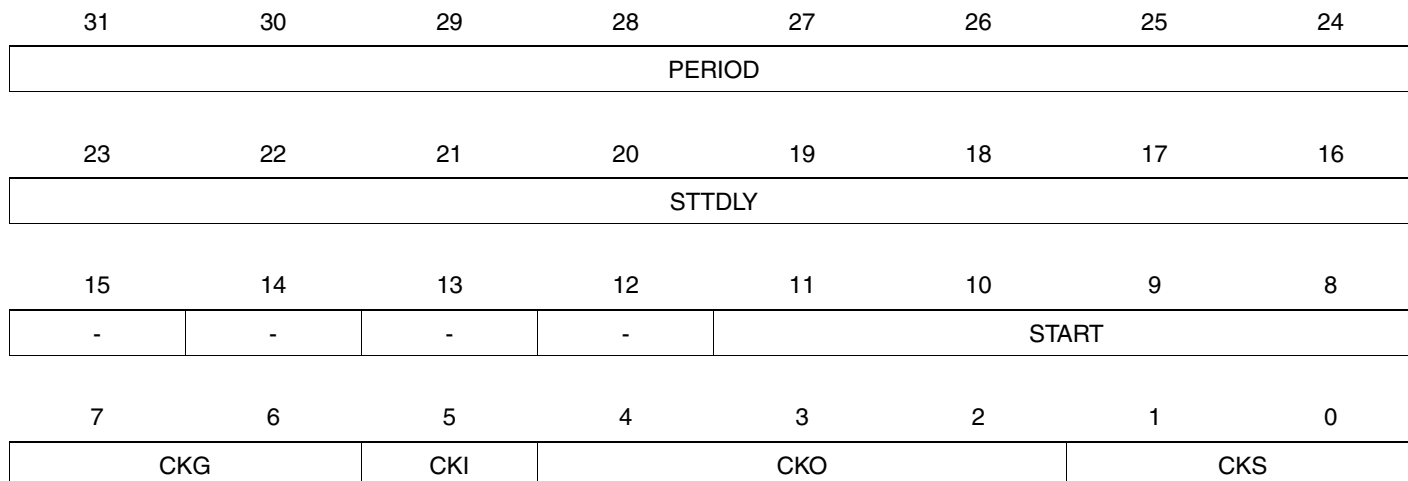 31 30 29 28 27 26 25 24
PERIOD
23 22 21 20 19 18 17 16
STTDLY
15 14 13 12 11 10 9 8
- - - - START
7 6 5 4 3 2 1 0
CKG CKI CKO CKS